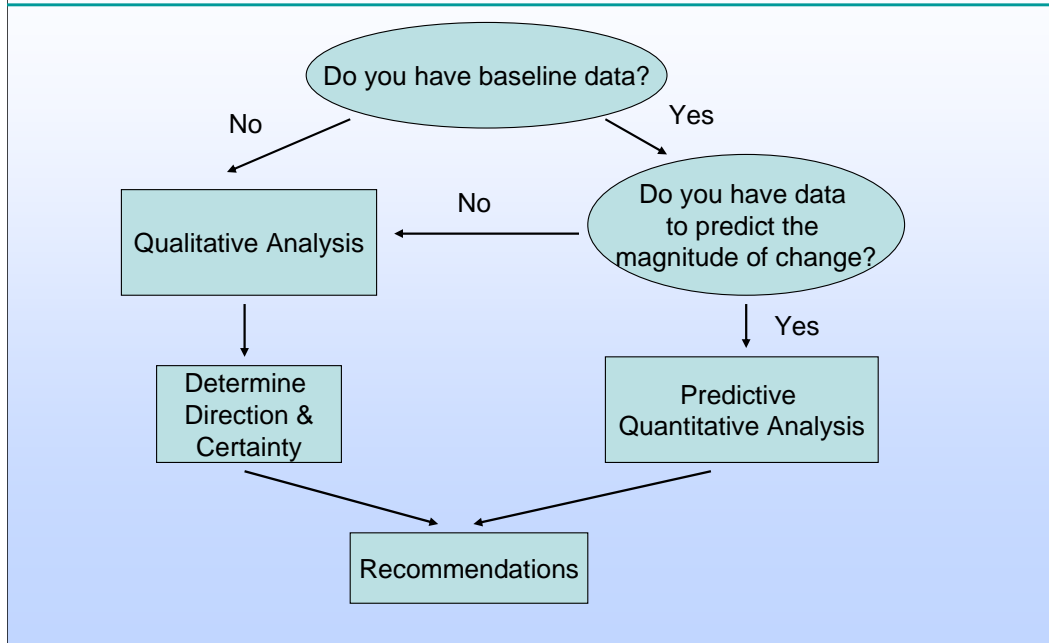 Do you have baseline data?
No
Yes
Do you have data
to predict the
magnitude of change?
No
Qualitative Analysis
Yes
Determine
Direction &
Certainty
Predictive
Quantitative Analysis
Recommendations